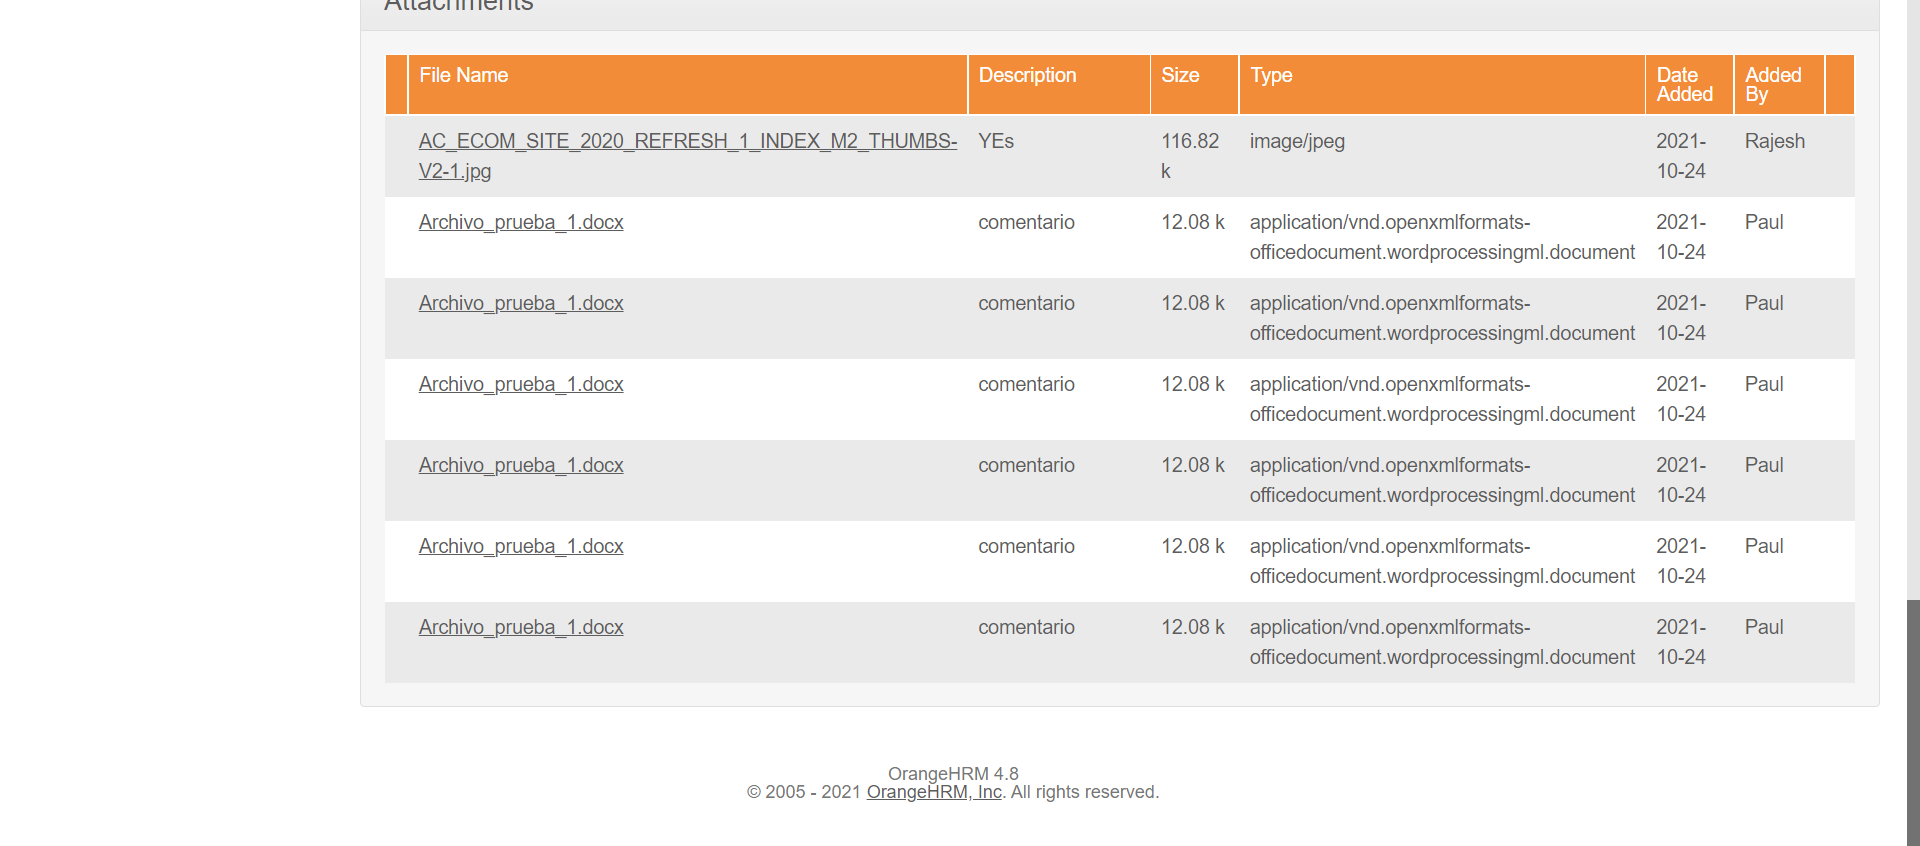 Attachments
File Name Description Size Type Date Added Added By
AC_ECOM_SITE_2020_REFRESH_1_INDEX_M2_THUMBS- YEs 116.82 image/jpeg 2021- Rajesh
V2-1.jpg k 10-24
Archivo_prueba_1.docx comentario 12.08 k application/vnd.openxmlformats- 2021- Paul
officedocument.wordprocessingml.document 10-24
Archivo_prueba_1.docx comentario 12.08 k application/vnd.openxmlformats- 2021- Paul
officedocument.wordprocessingml.document 10-24
Archivo_prueba_1.docx comentario 12.08 k application/vnd.openxmlformats- 2021- Paul
officedocument.wordprocessingml.document 10-24
Archivo_prueba_1.docx comentario 12.08 k application/vnd.openxmlformats- 2021- Paul
officedocument.wordprocessingml.document 10-24
Archivo_prueba_1.docx comentario 12.08 k application/vnd.openxmlformats- 2021- Paul
officedocument.wordprocessingml.document 10-24
Archivo_prueba_1.docx comentario 12.08 k application/vnd.openxmlformats- 2021- Paul
officedocument.wordprocessingml.document 10-24
OrangeHRM 4.8
© 2005 - 2021 OrangeHRM, Inc. All rights reserved.